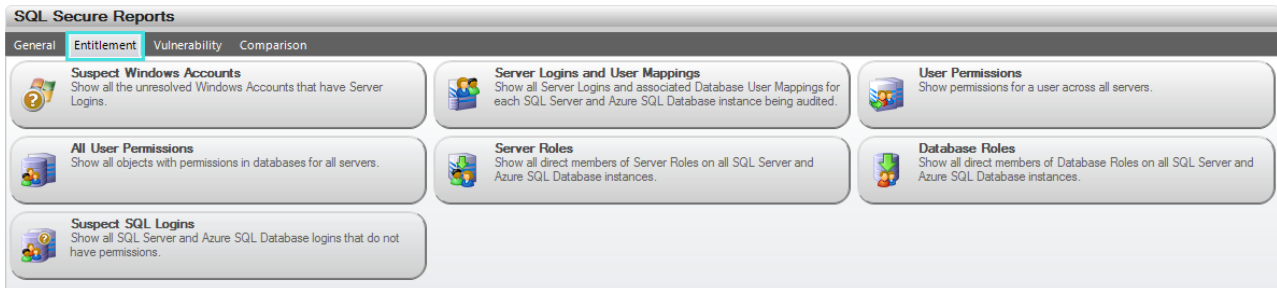 SQL Secure Reports
General Entitlement Vulnerability Comparison
Suspect Windows Accounts
Show all the unresolved Windows Accounts that have Server
Logins.
Server Logins and User Mappings
Show all Server Logins and associated Database User Mappings for
each SQL Server and Azure SQL Database instance being audited.
User Permissions
Show permissions for a user across all servers.
All User Permissions
Show all objects with permissions in databases for all servers.
Server Roles
Show all direct members of Server Roles on all SQL Server and
Azure SQL Database instances.
Database Roles
Show all direct members of Database Roles on all SQL Server and
Azure SQL Database instances.
Suspect SQL Logins
Show all SQL Server and Azure SQL Database logins that do not
have permissions.